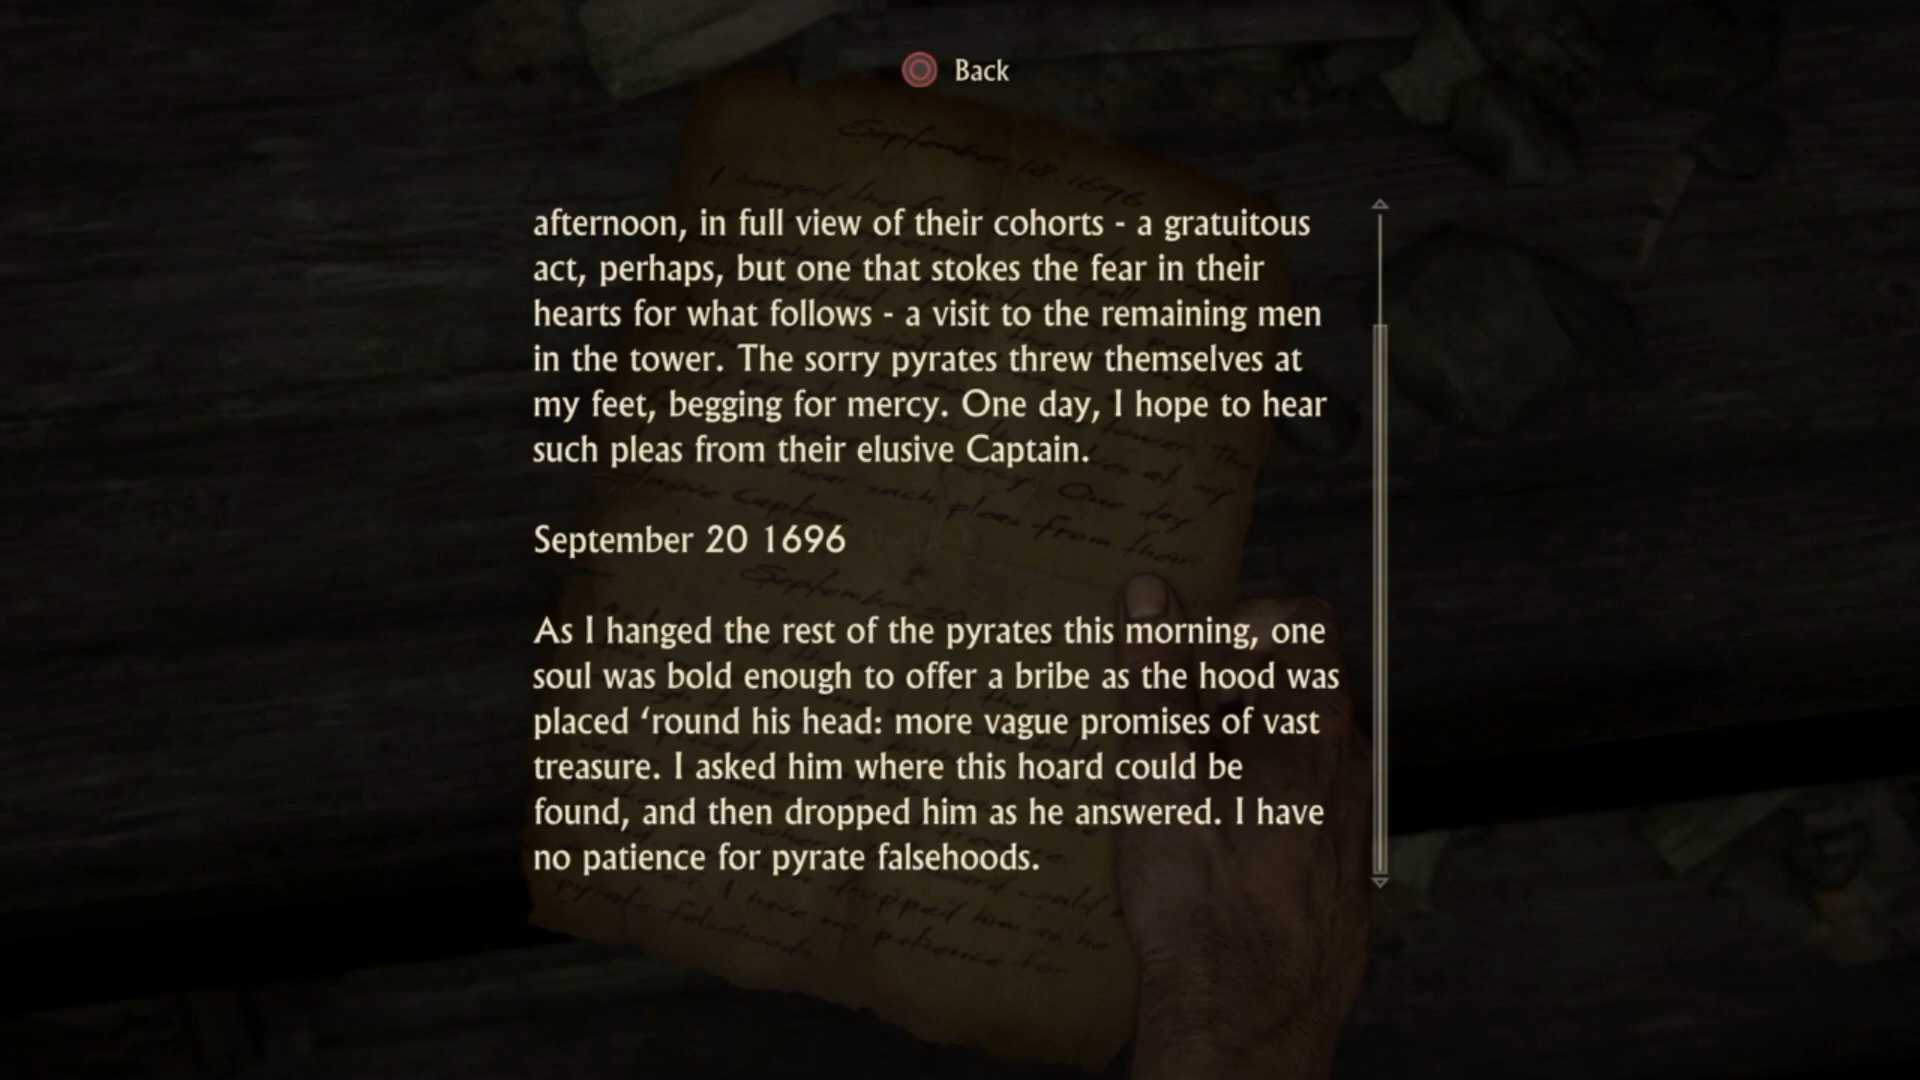 Back
September 18 1696
afternoon, in full view of their cohorts - a gratuitous
act, perhaps, but one that stokes the fear in their
hearts for what follows - a visit to the remaining men
in the tower. The sorry pyrates threw themselves at
my feet, begging for mercy. One day, I hope to hear
such pleas from their elusive Captain.
September 20 1696
As I hanged the rest of the pyrates this morning, one
soul was bold enough to offer a bribe as the hood was
placed ‘round his head: more vague promises of vast
treasure. I asked him where this hoard could be
found, and then dropped him as he answered. I have
no patience for pyrate falsehoods.